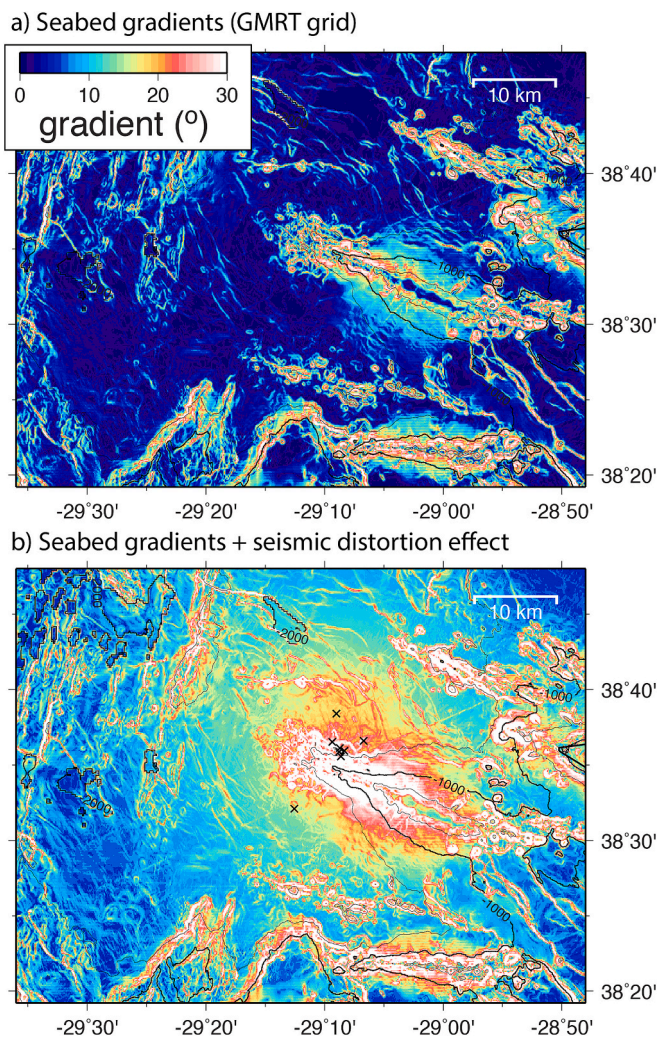 a) Seabed gradients (GMRT grid)
0 10 20 30
gradient (º)
10 km
38˚40'
1000
38˚30'
38˚20'
-29˚30' -29˚20' -29˚10' -29˚00' -28˚50'
b) Seabed gradients + seismic distortion effect
10 km
-2000
38˚40'
-1000
-1000
38˚30'
-1000
38˚20'
-29˚30' -29˚20' -29˚10' -29˚00' -28˚50'